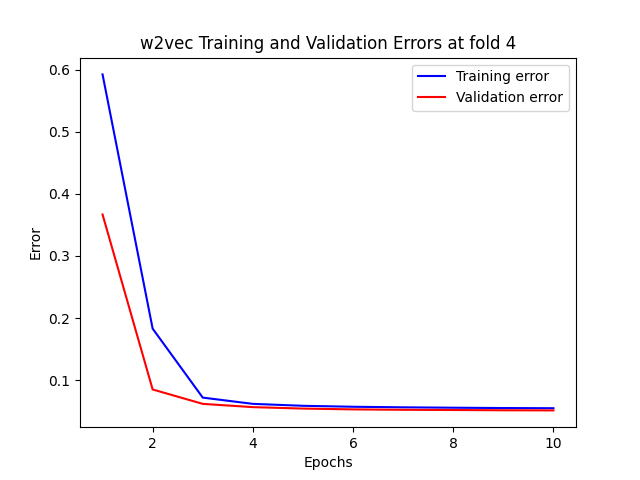 w2vec Training and Validation Errors at fold 4
Training error
Validation error
Error
0.6
0.5
0.4
0.3
0.2
0.1
2 4 6 8 10
Epochs